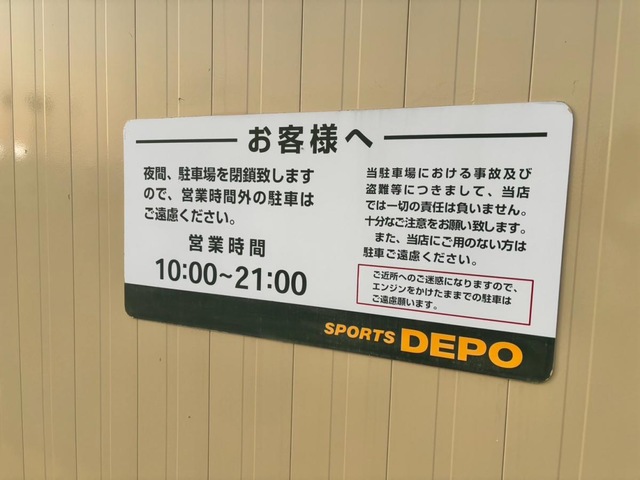 お客様へ
夜間、駐車場を閉鎖致します
ので、営業時間外の駐車は
ご遠慮ください。
営業時間
10:00~21:00
当駐車場における事故及び
盗難等につきまして、当店
では一切の責任は負いません。
十分なご注意をお願い致します。
また、当店にご用のない方は
駐車ご遠慮ください。
ご近所へのご迷惑になりますので、
エンジンをかけたままでの駐車は
ご遠慮願います。
SPORTS DEPO